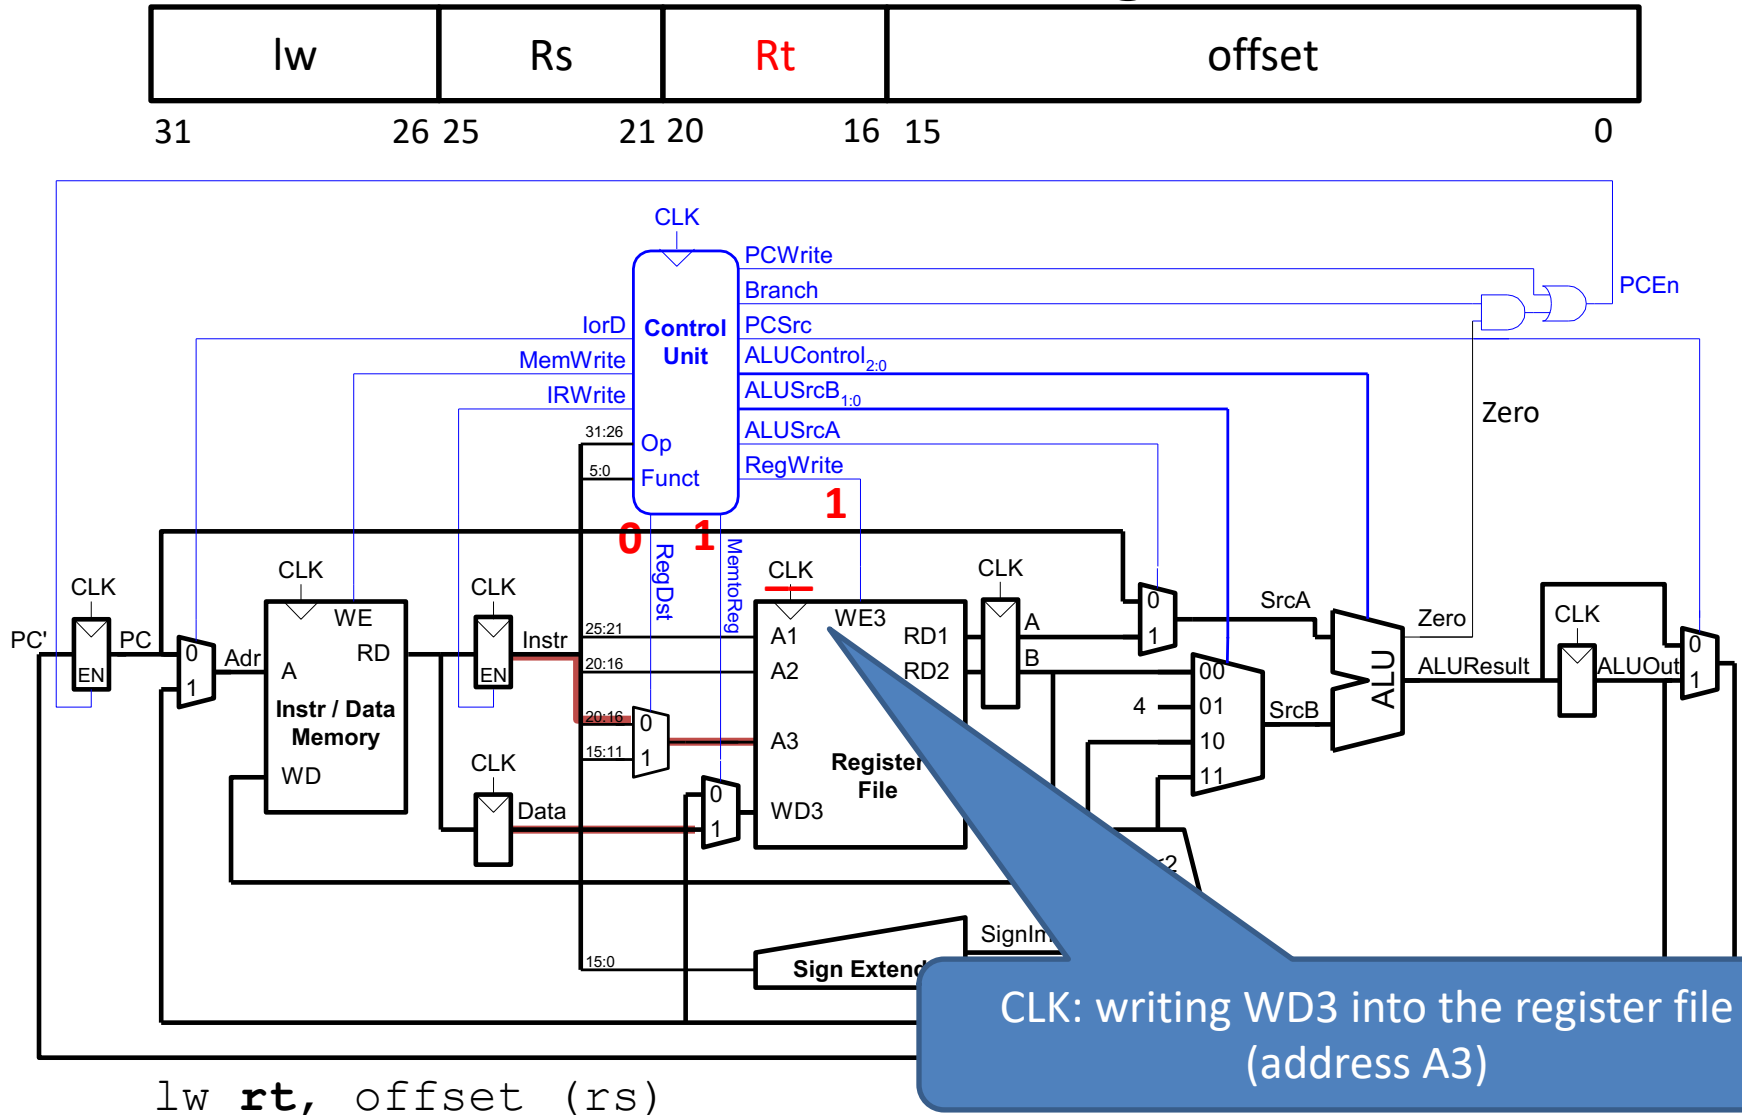 lw Rs Rt offset
31 26 25 21 20 16 15 0
CLK
PCWrite
Branch
PCEn
IorD
Control
Unit
PCSrc
MemWrite
ALUControl2:0
IRWrite
ALUSrcB1:0
Zero
31:26
Op
ALUSrcA
5:0
Funct
RegWrite
1
0
1
RegDst
MemtoReg
CLK
CLK
CLK
CLK
CLK
CLK
PC'
PC
EN
0
1
Adr
WE
A
RD
Instr / Data
Memory
WD
EN
Instr
CLK
Data
25:21
20:16
20:16
15:11
0
1
0
1
A1
A2
A3
WD3
WE3
RD1
RD2
Register
File
A
B
0
1
SrcA
4
00
01
10
11
SrcB
ALU
Zero
ALUResult
ALUOut
0
1
15:0
Sign Extend
CLK: writing WD3 into the register file
(address A3)
lw rt, offset (rs)